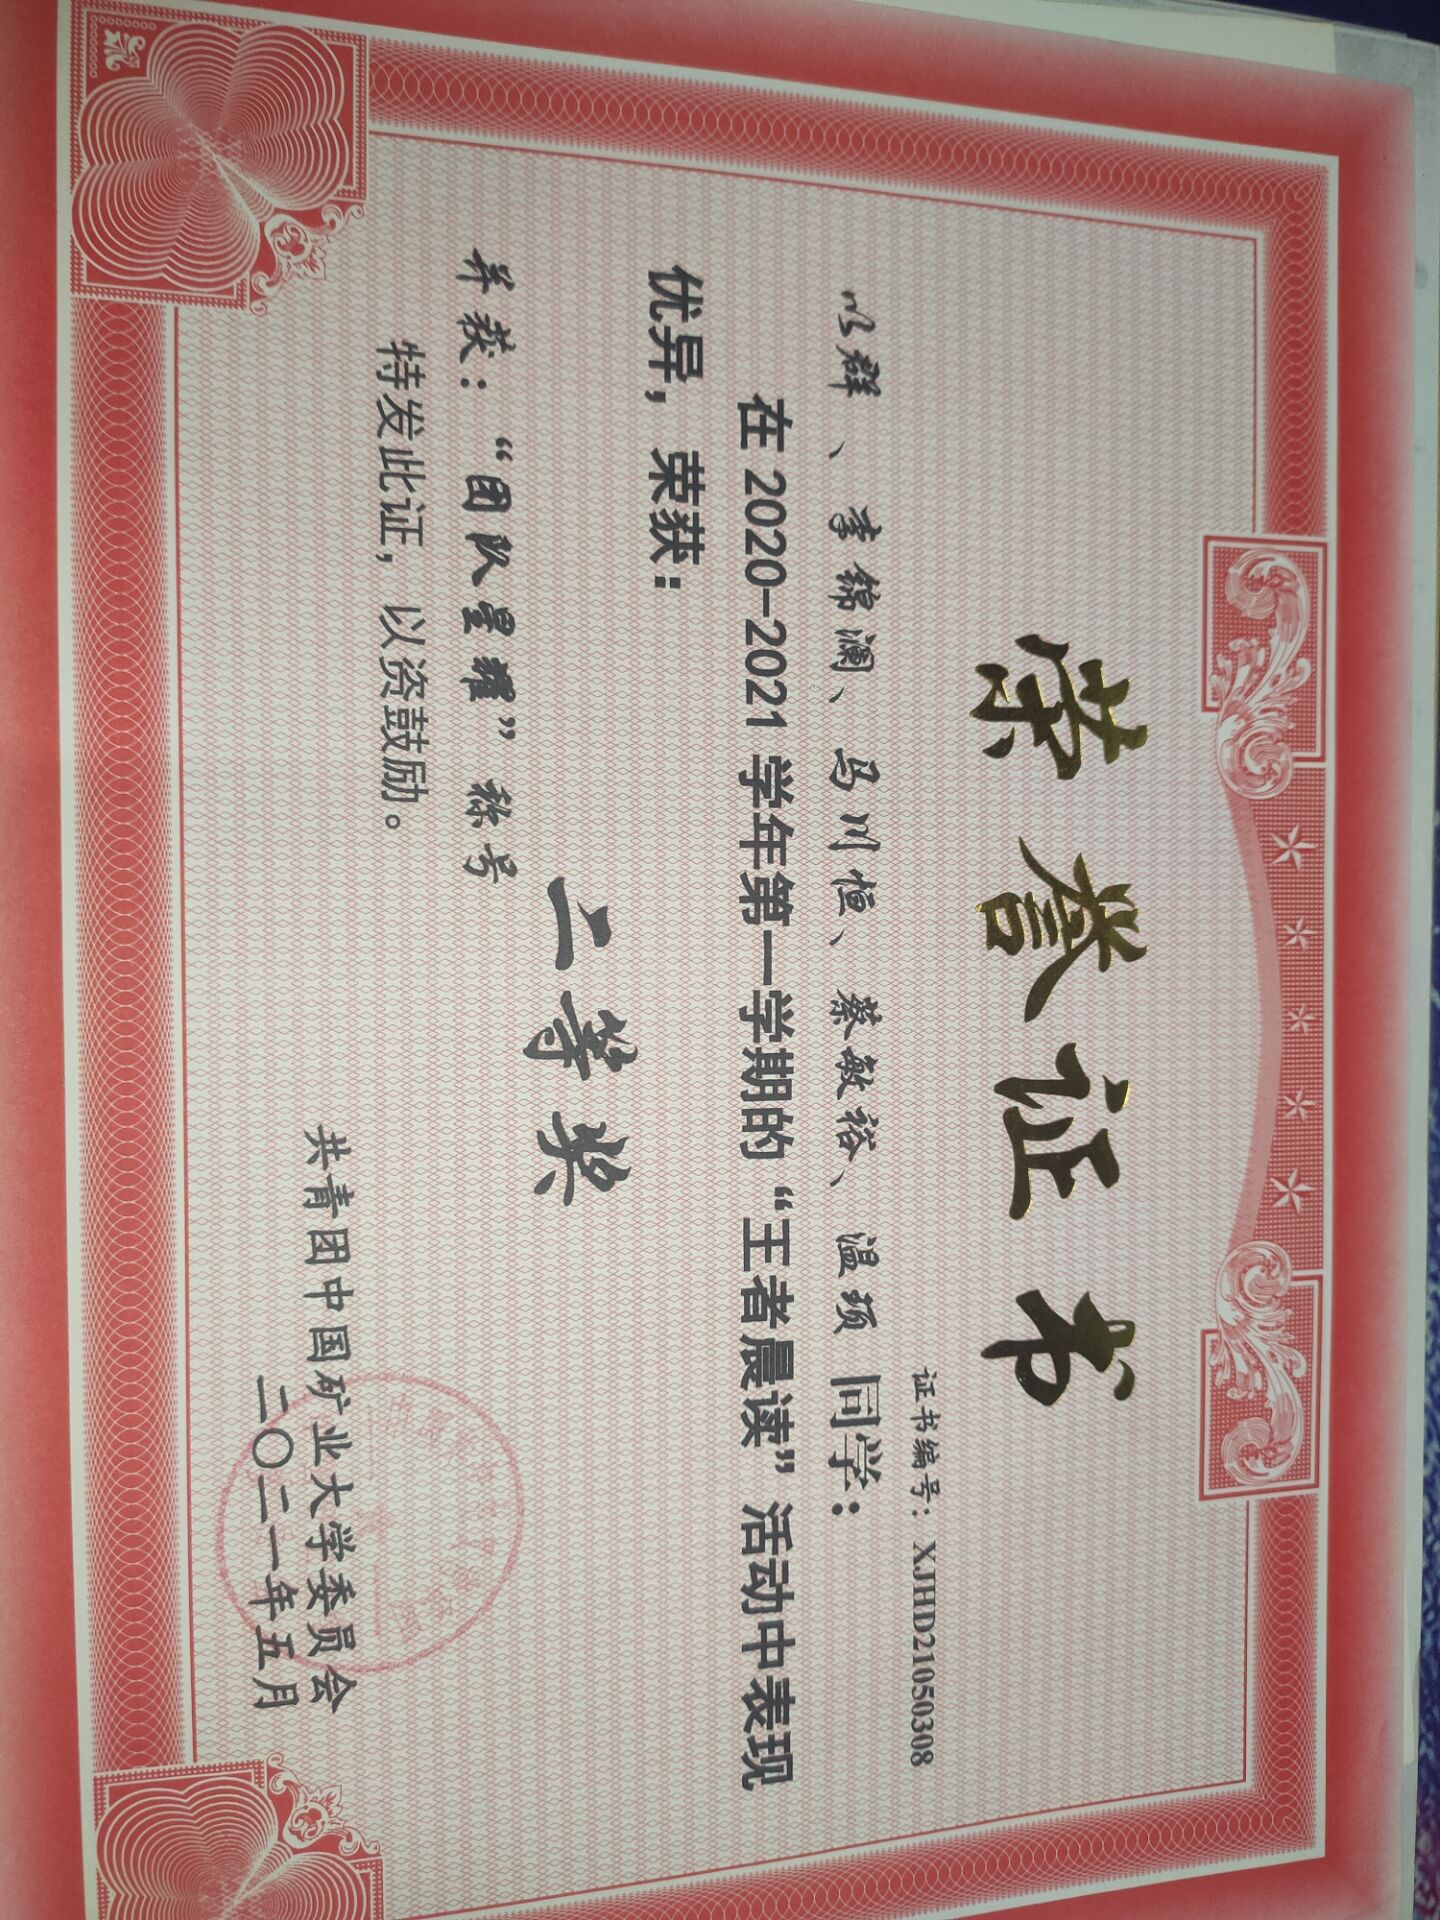 荣誉证书
证书编号：XJHD21050308
以群、李锦澜、马川恒、蔡敏裕、温顼 同学：
在 2020-2021 学年第一学期的“王者晨读”活动中表现
优异，荣获：
二等奖
并获：“团队星耀”称号
特发此证，以资鼓励。
共青团中国矿业大学委员会
二〇二一年五月